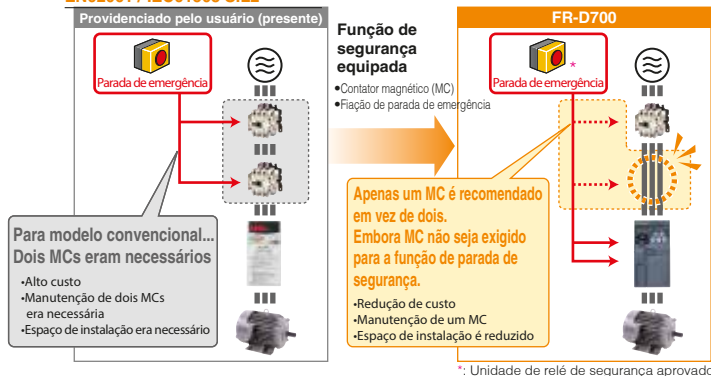 Providenciado pelo usuário (presente)
Parada de emergência
Para modelo convencional...
Dois MCs eram necessários
•Alto custo
•Manutenção de dois MCs
era necessária
•Espaço de instalação era necessário
Função de
segurança
equipada
•Contator magnético (MC)
•Fiação de parada de emergência
FR-D700
*
Parada de emergência
Apenas um MC é recomendado
em vez de dois.
Embora MC não seja exigido
para a função de parada de
segurança.
•Redução de custo
•Manutenção de um MC
•Espaço de instalação é reduzido
*: Unidade de relé de segurança aprovado